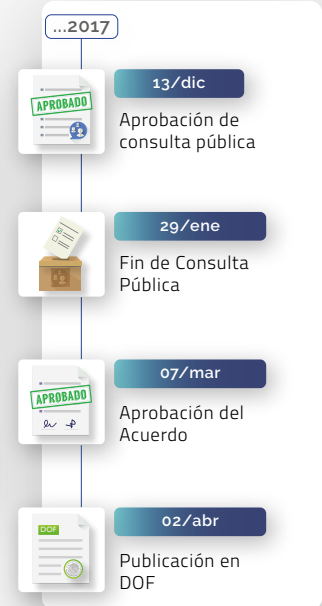 ...2017
13/dic
APROBADO
Aprobación de
consulta pública
29/ene
Fin de Consulta
Pública
07/mar
APROBADO
Aprobación del
Acuerdo
02/abr
DOF
Publicación en
DOF